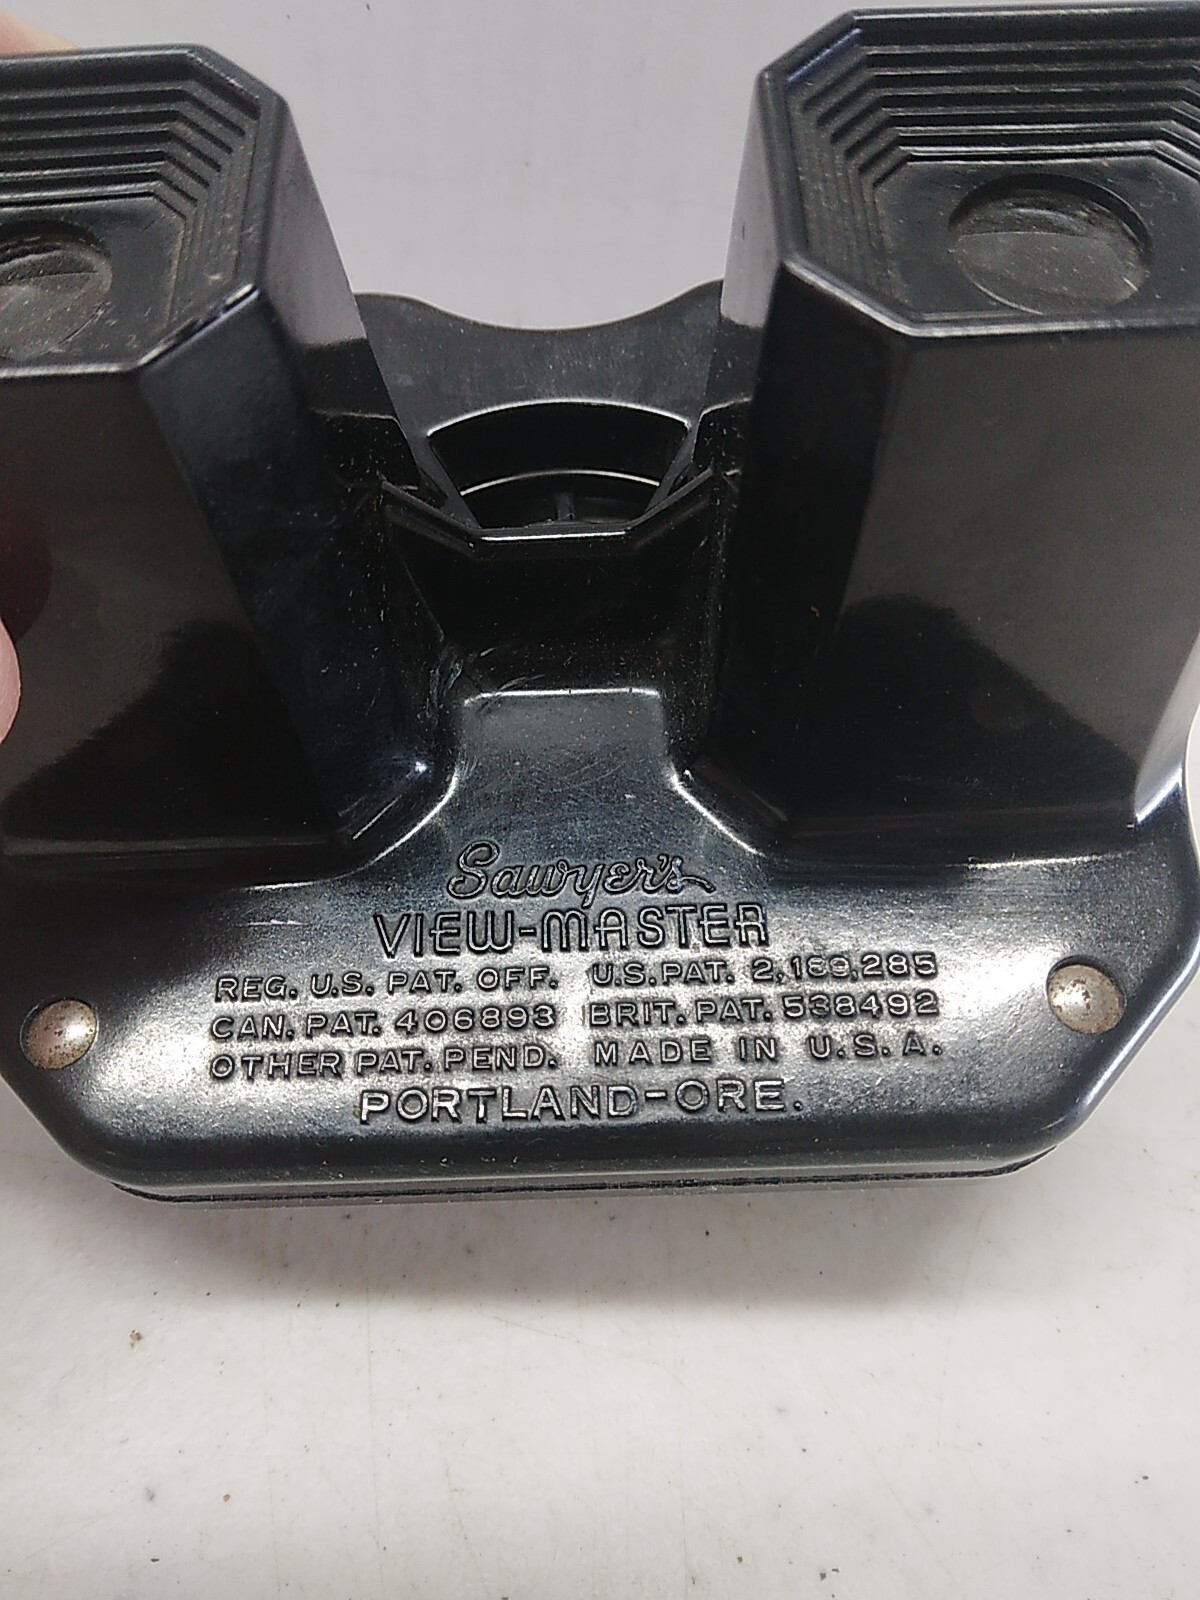 Sawyer's
VIEW-MASTER
REG. U.S. PAT. OFF. U.S. PAT. 2,189,285
CAN. PAT. 406893 BRIT. PAT. 538492
OTHER PAT. PEND. MADE IN U.S.A.
PORTLAND-ORE.